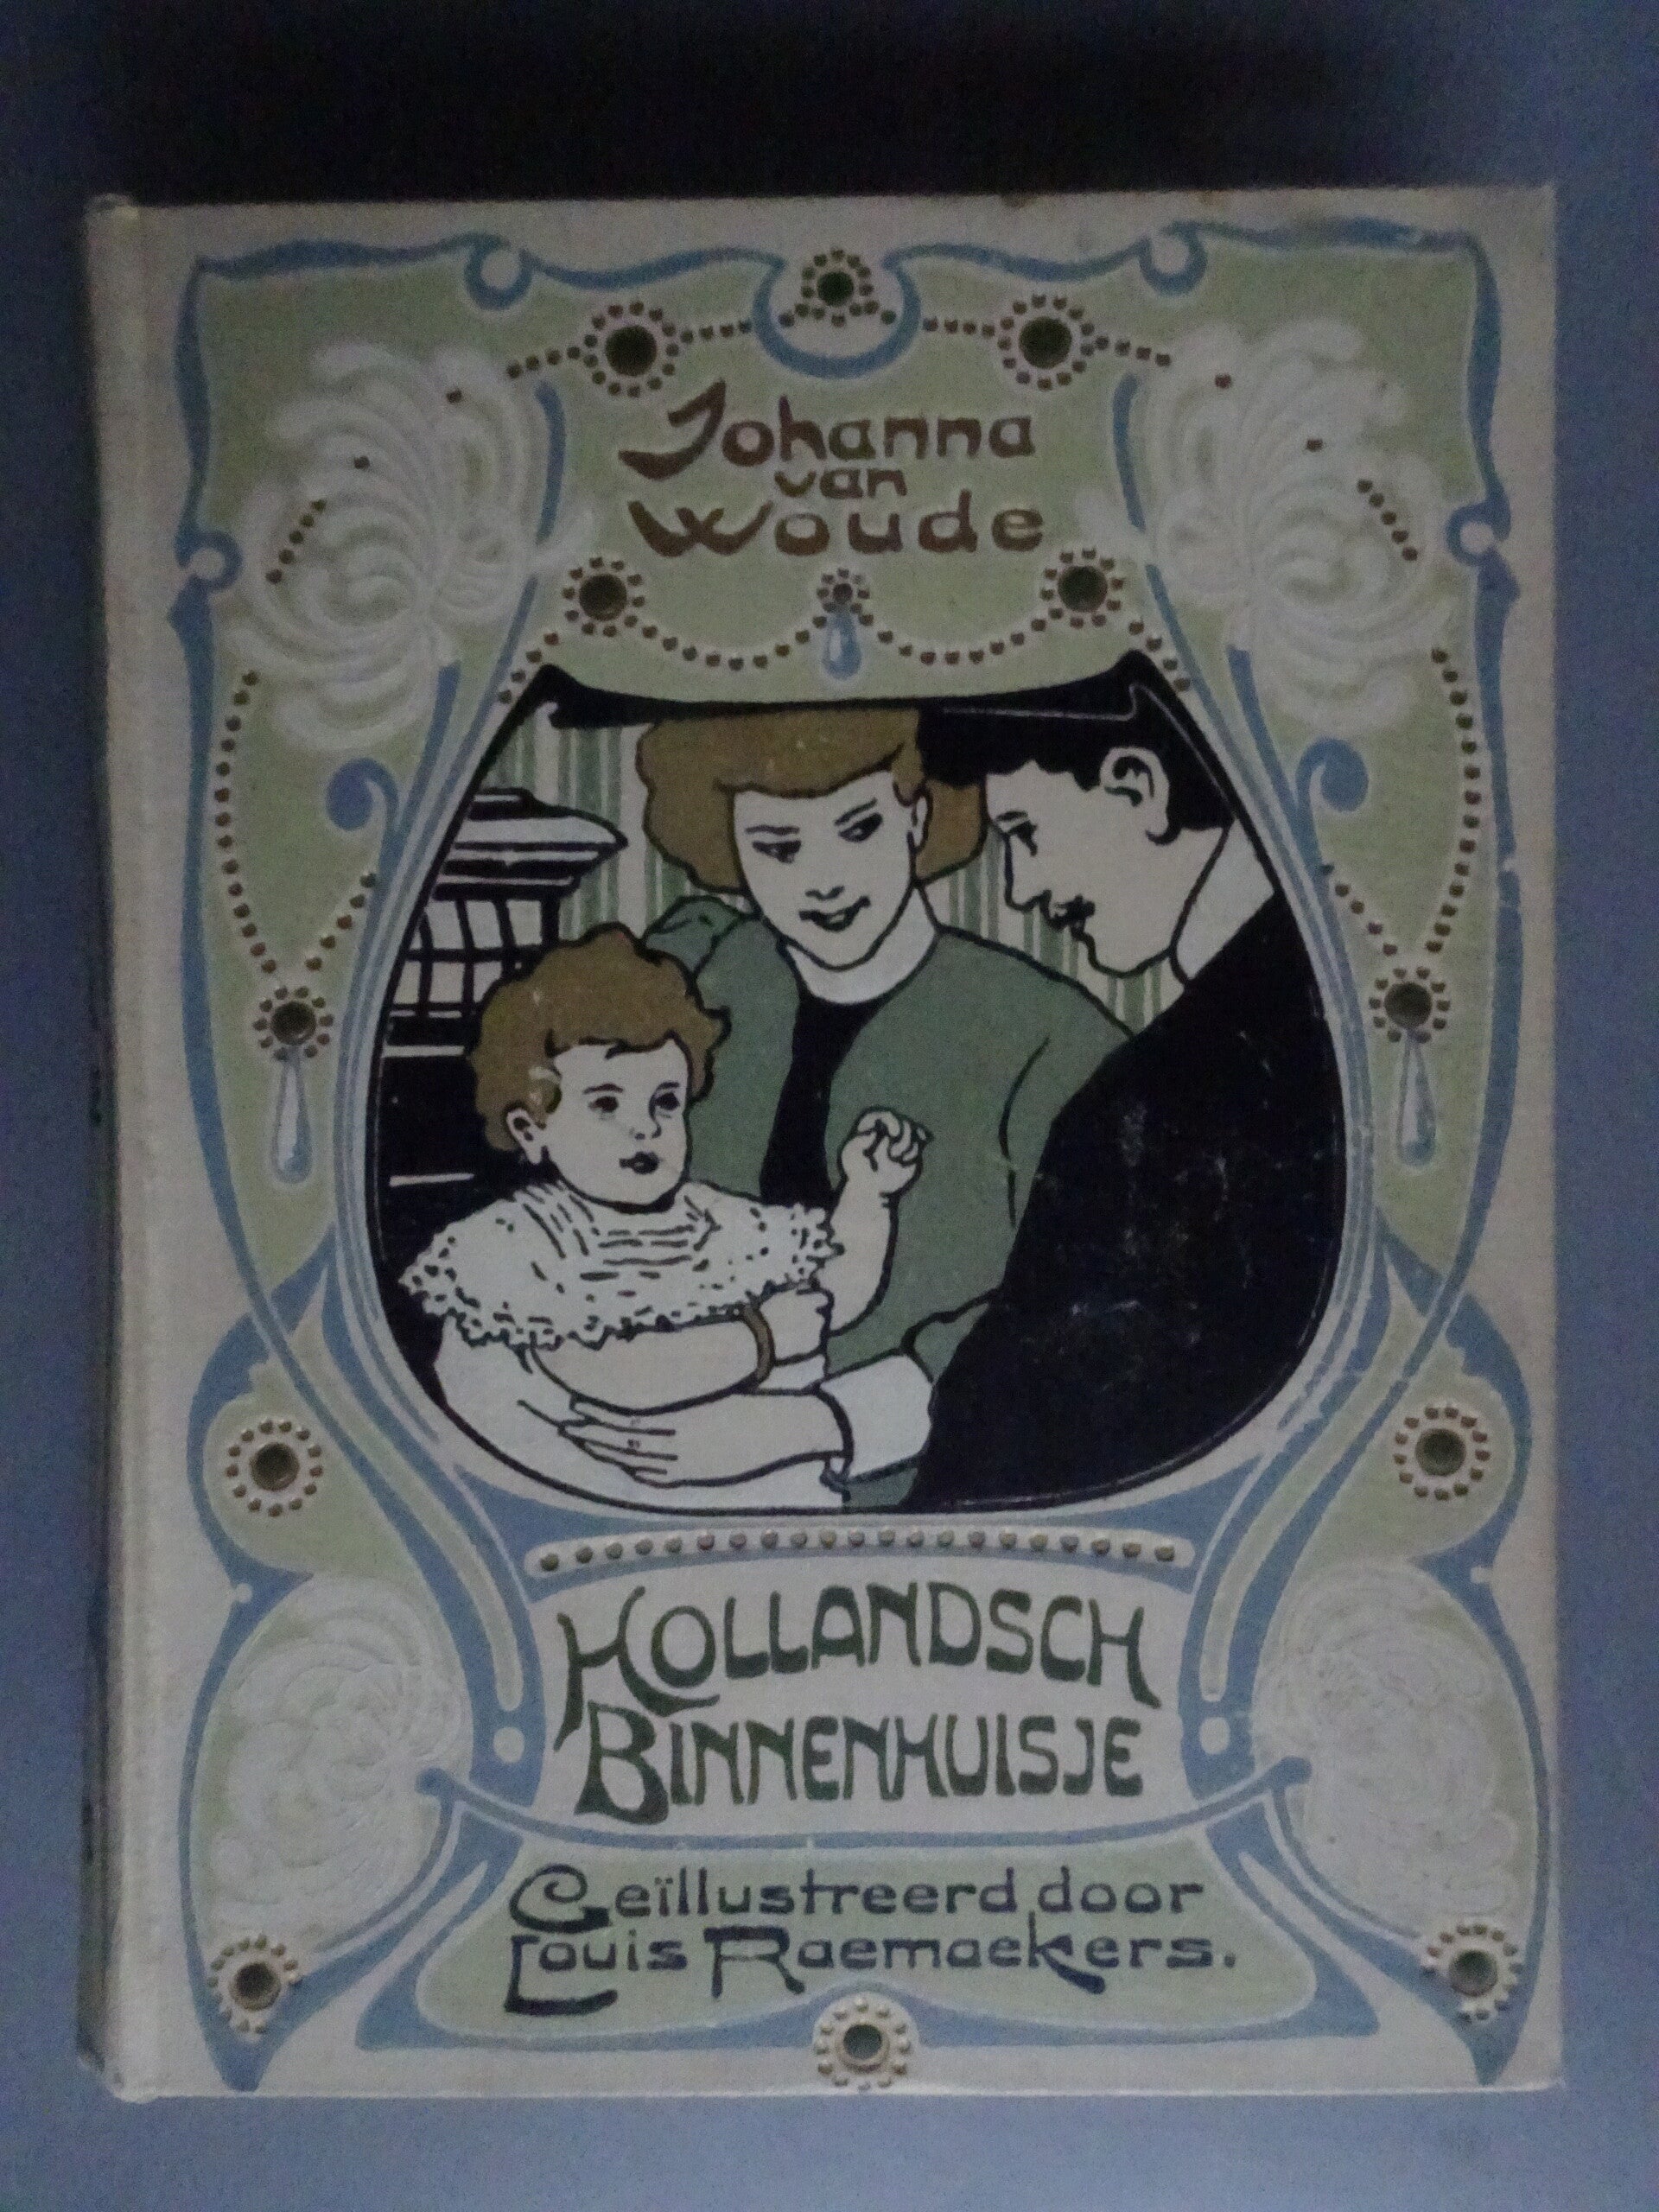 Johanna
van
Woude
HOLLANDSCH
BINNENHUISJE
Geïllustreerd door
Louis Raemaekers.